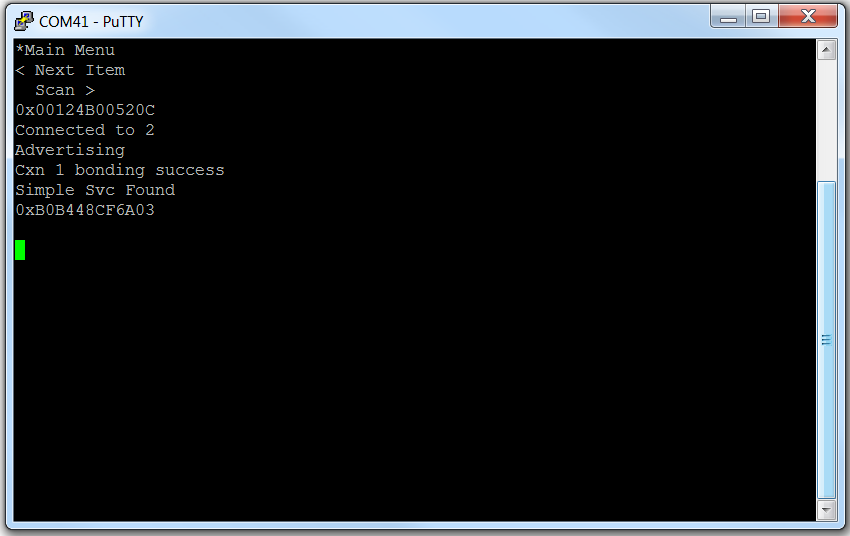 COM41 - PuTTY
*Main Menu
< Next Item
  Scan >
0x00124B00520C
Connected to 2
Advertising
Cxn 1 bonding success
Simple Svc Found
0xB0B448CF6A03